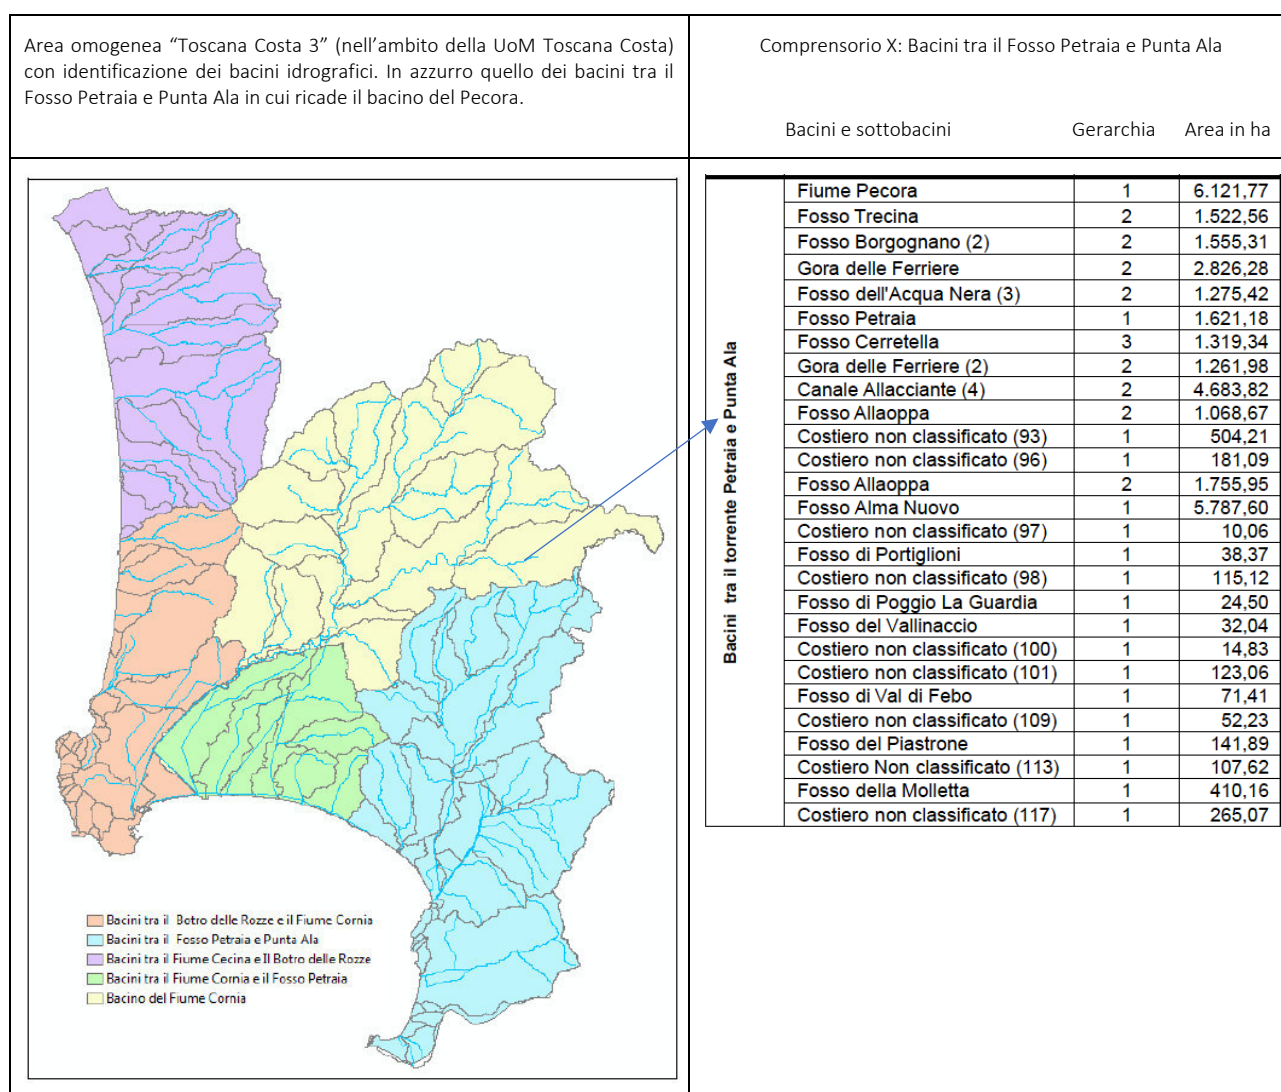 Area omogenea “Toscana Costa 3” (nell’ambito della UoM Toscana Costa)
con identificazione dei bacini idrografici. In azzurro quello dei bacini tra il
Fosso Petraia e Punta Ala in cui ricade il bacino del Pecora.
Comprensorio X: Bacini tra il Fosso Petraia e Punta Ala
Bacini e sottobacini Gerarchia Area in ha
Bacini tra il Botro delle Rozze e il Fiume Cornia
Bacini tra il Fosso Petraia e Punta Ala
Bacini tra il Fiume Cecina e Il Botro delle Rozze
Bacini tra il Fiume Cornia e il Fosso Petraia
Bacino del Fiume Cornia
Bacini tra il torrente Petraia e Punta Ala
Fiume Pecora 1 6.121,77
Fosso Trecina 2 1.522,56
Fosso Borgognano (2) 2 1.555,31
Gora delle Ferriere 2 2.826,28
Fosso dell'Acqua Nera (3) 2 1.275,42
Fosso Petraia 1 1.621,18
Fosso Cerretella 3 1.319,34
Gora delle Ferriere (2) 2 1.261,98
Canale Allacciante (4) 2 4.683,82
Fosso Allaoppa 2 1.068,67
Costiero non classificato (93) 1 504,21
Costiero non classificato (96) 1 181,09
Fosso Allaoppa 2 1.755,95
Fosso Alma Nuovo 1 5.787,60
Costiero non classificato (97) 1 10,06
Fosso di Portiglioni 1 38,37
Costiero non classificato (98) 1 115,12
Fosso di Poggio La Guardia 1 24,50
Fosso del Vallinaccio 1 32,04
Costiero non classificato (100) 1 14,83
Costiero non classificato (101) 1 123,06
Fosso di Val di Febo 1 71,41
Costiero non classificato (109) 1 52,23
Fosso del Piastrone 1 141,89
Costiero Non classificato (113) 1 107,62
Fosso della Molletta 1 410,16
Costiero non classificato (117) 1 265,07